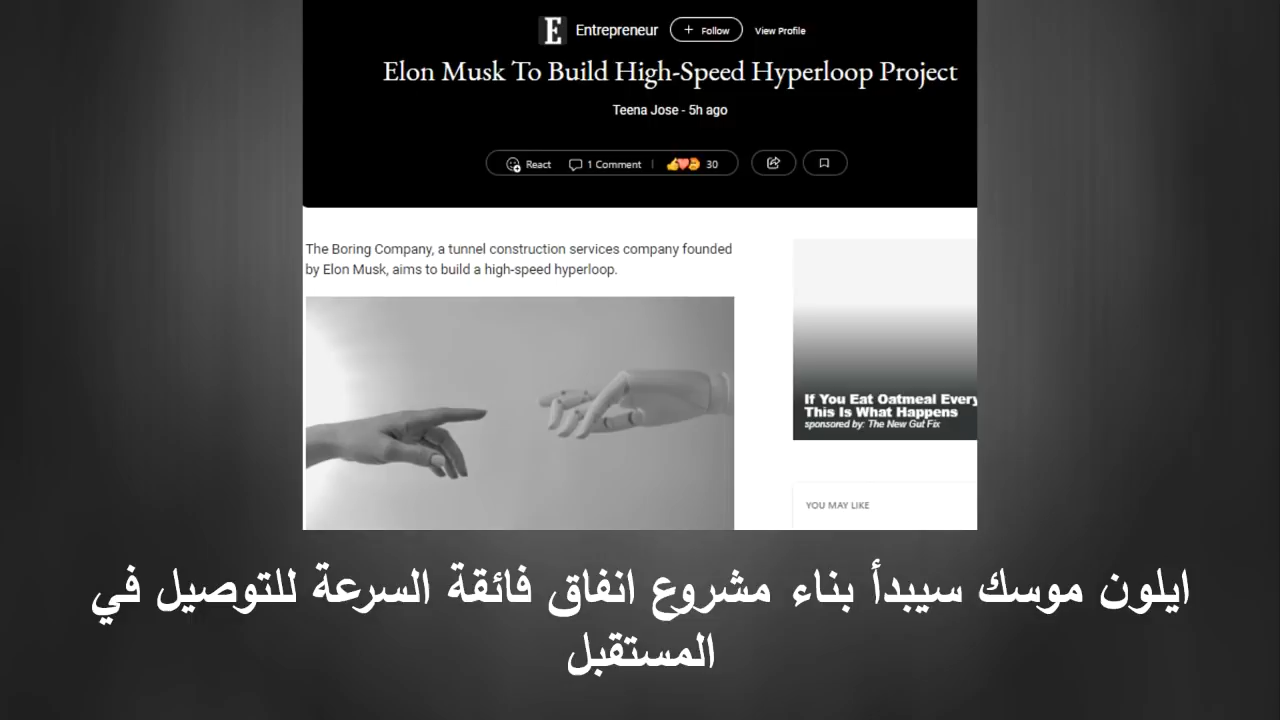 E Entrepreneur + Follow View Profile
Elon Musk To Build High-Speed Hyperloop Project
Teena Jose - 5h ago
React 1 Comment | 30
The Boring Company, a tunnel construction services company founded
by Elon Musk, aims to build a high-speed hyperloop.
If You Eat Oatmeal Every
This Is What Happens
sponsored by: The New Gut Fix
YOU MAY LIKE
ايلون موسك سيبدأ بناء مشروع انفاق فائقة السرعة للتوصيل في
المستقبل